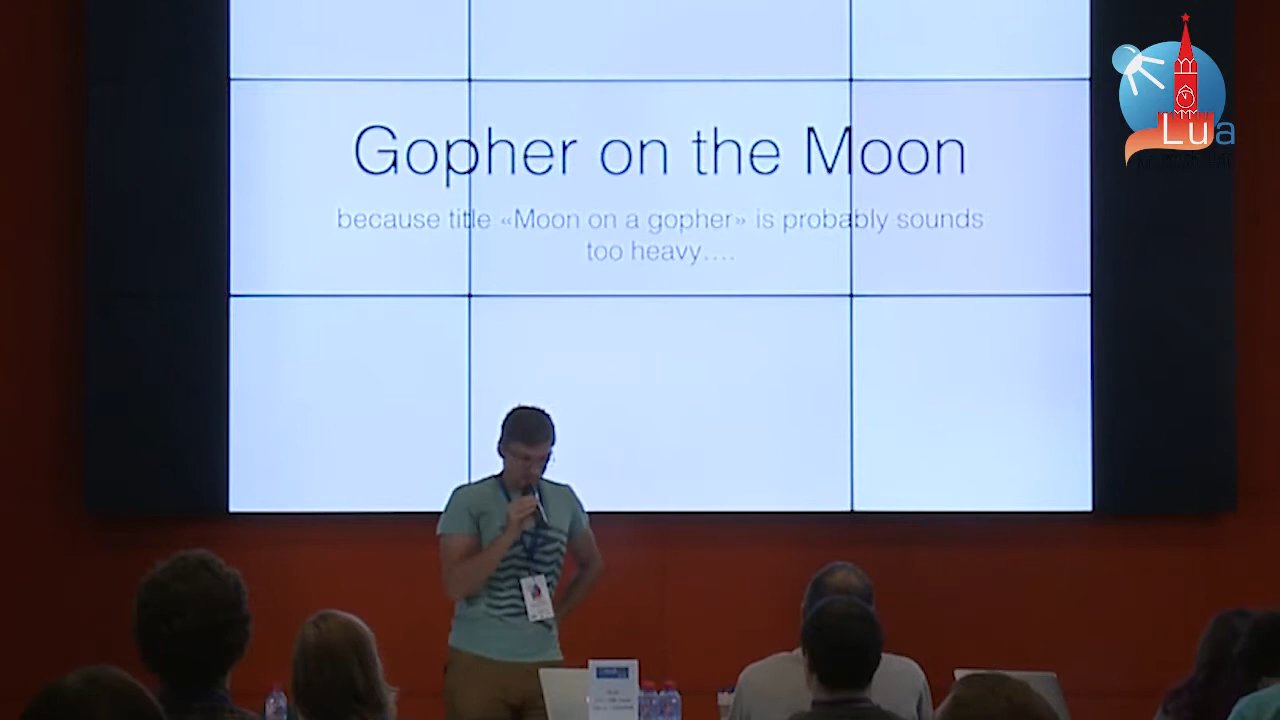 Gopher on the Moon
because title «Moon on a gopher» is probably sounds
too heavy….
Lua